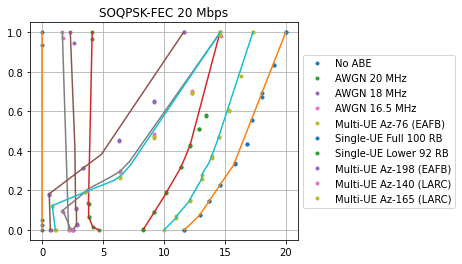 SOQPSK-FEC 20 Mbps
1.0
0.8
0.6
0.4
0.2
0.0
0 5 10 15 20
No ABE
AWGN 20 MHz
AWGN 18 MHz
AWGN 16.5 MHz
Multi-UE Az-76 (EAFB)
Single-UE Full 100 RB
Single-UE Lower 92 RB
Multi-UE Az-198 (EAFB)
Multi-UE Az-140 (LARC)
Multi-UE Az-165 (LARC)